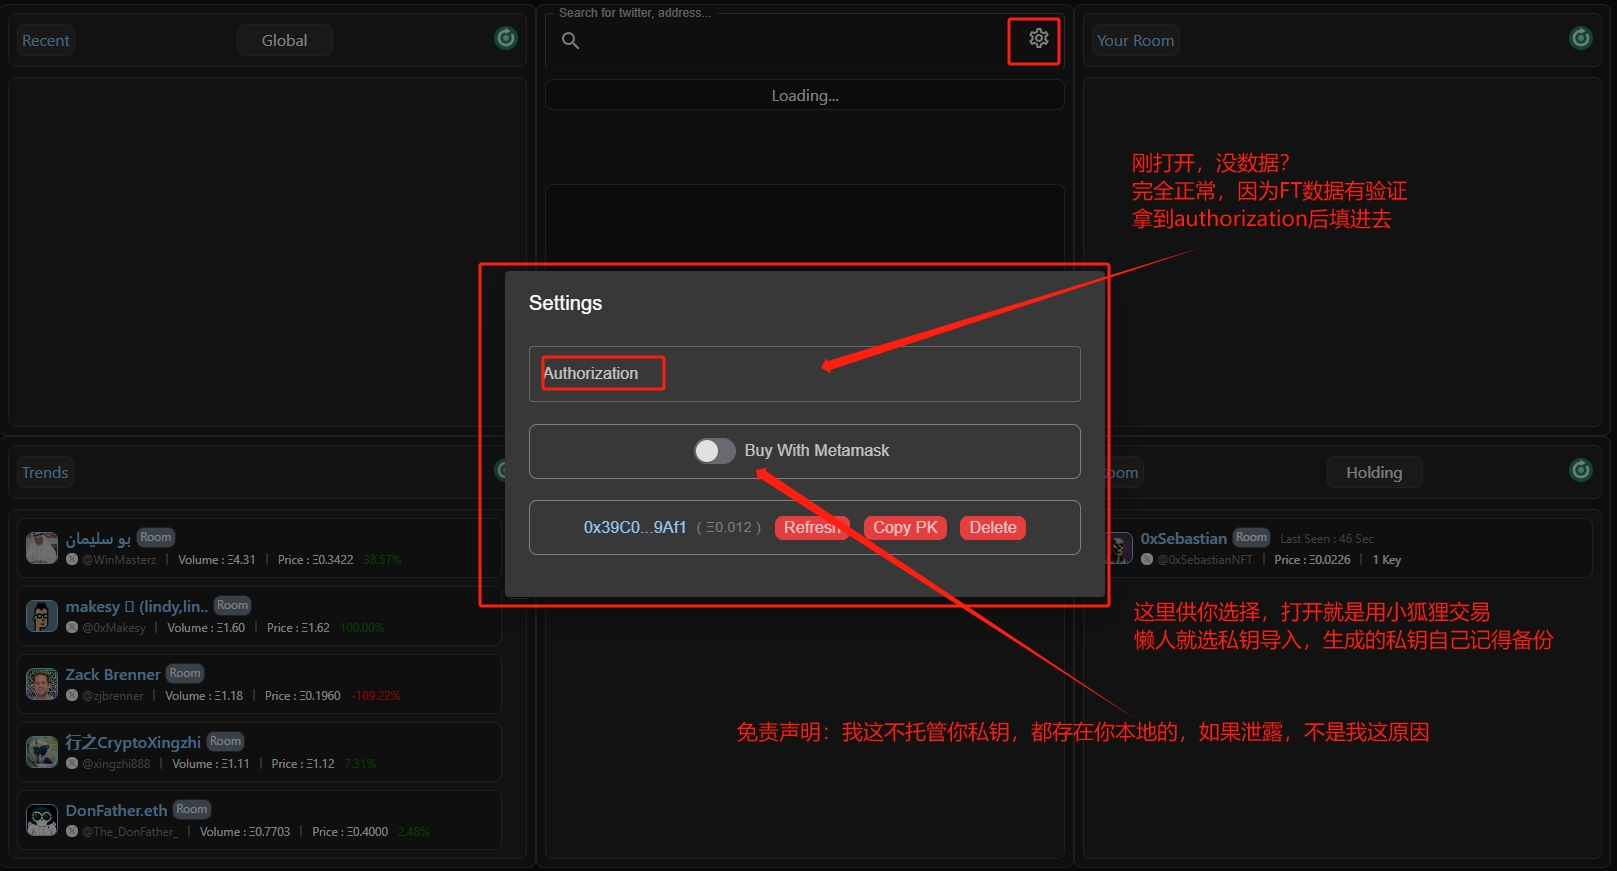 Recent
Global
Search for twitter, address...
Your Room
Loading...
刚打开，没数据？
完全正常，因为FT数据有验证
拿到authorization后填进去
Settings
Authorization
Buy With Metamask
0x39C0...9Af1 ( Ξ0.012 ) Refresh Copy PK Delete
Trends
بو سليمان Room
@WinMasterz | Volume : Ξ4.31 | Price : Ξ0.3422 38.57%
makesy (lindy,lin.. Room
@0xMakesy | Volume : Ξ1.60 | Price : Ξ1.62 100.00%
Zack Brenner Room
@zjbrenner | Volume : Ξ1.18 | Price : Ξ0.1960 -109.22%
行之CryptoXingzhi Room
@xingzhi888 | Volume : Ξ1.11 | Price : Ξ1.12 7.31%
DonFather.eth Room
@The_DonFather_ | Volume : Ξ0.7703 | Price : Ξ0.4000 2.48%
oom
Holding
0xSebastian Room Last Seen : 46 Sec
@0xSebastianNFT | Price : Ξ0.0226 | 1 Key
这里供你选择，打开就是用小狐狸交易
懒人就选私钥导入，生成的私钥自己记得备份
免责声明：我这不托管你私钥，都存在你本地的，如果泄露，不是我这原因